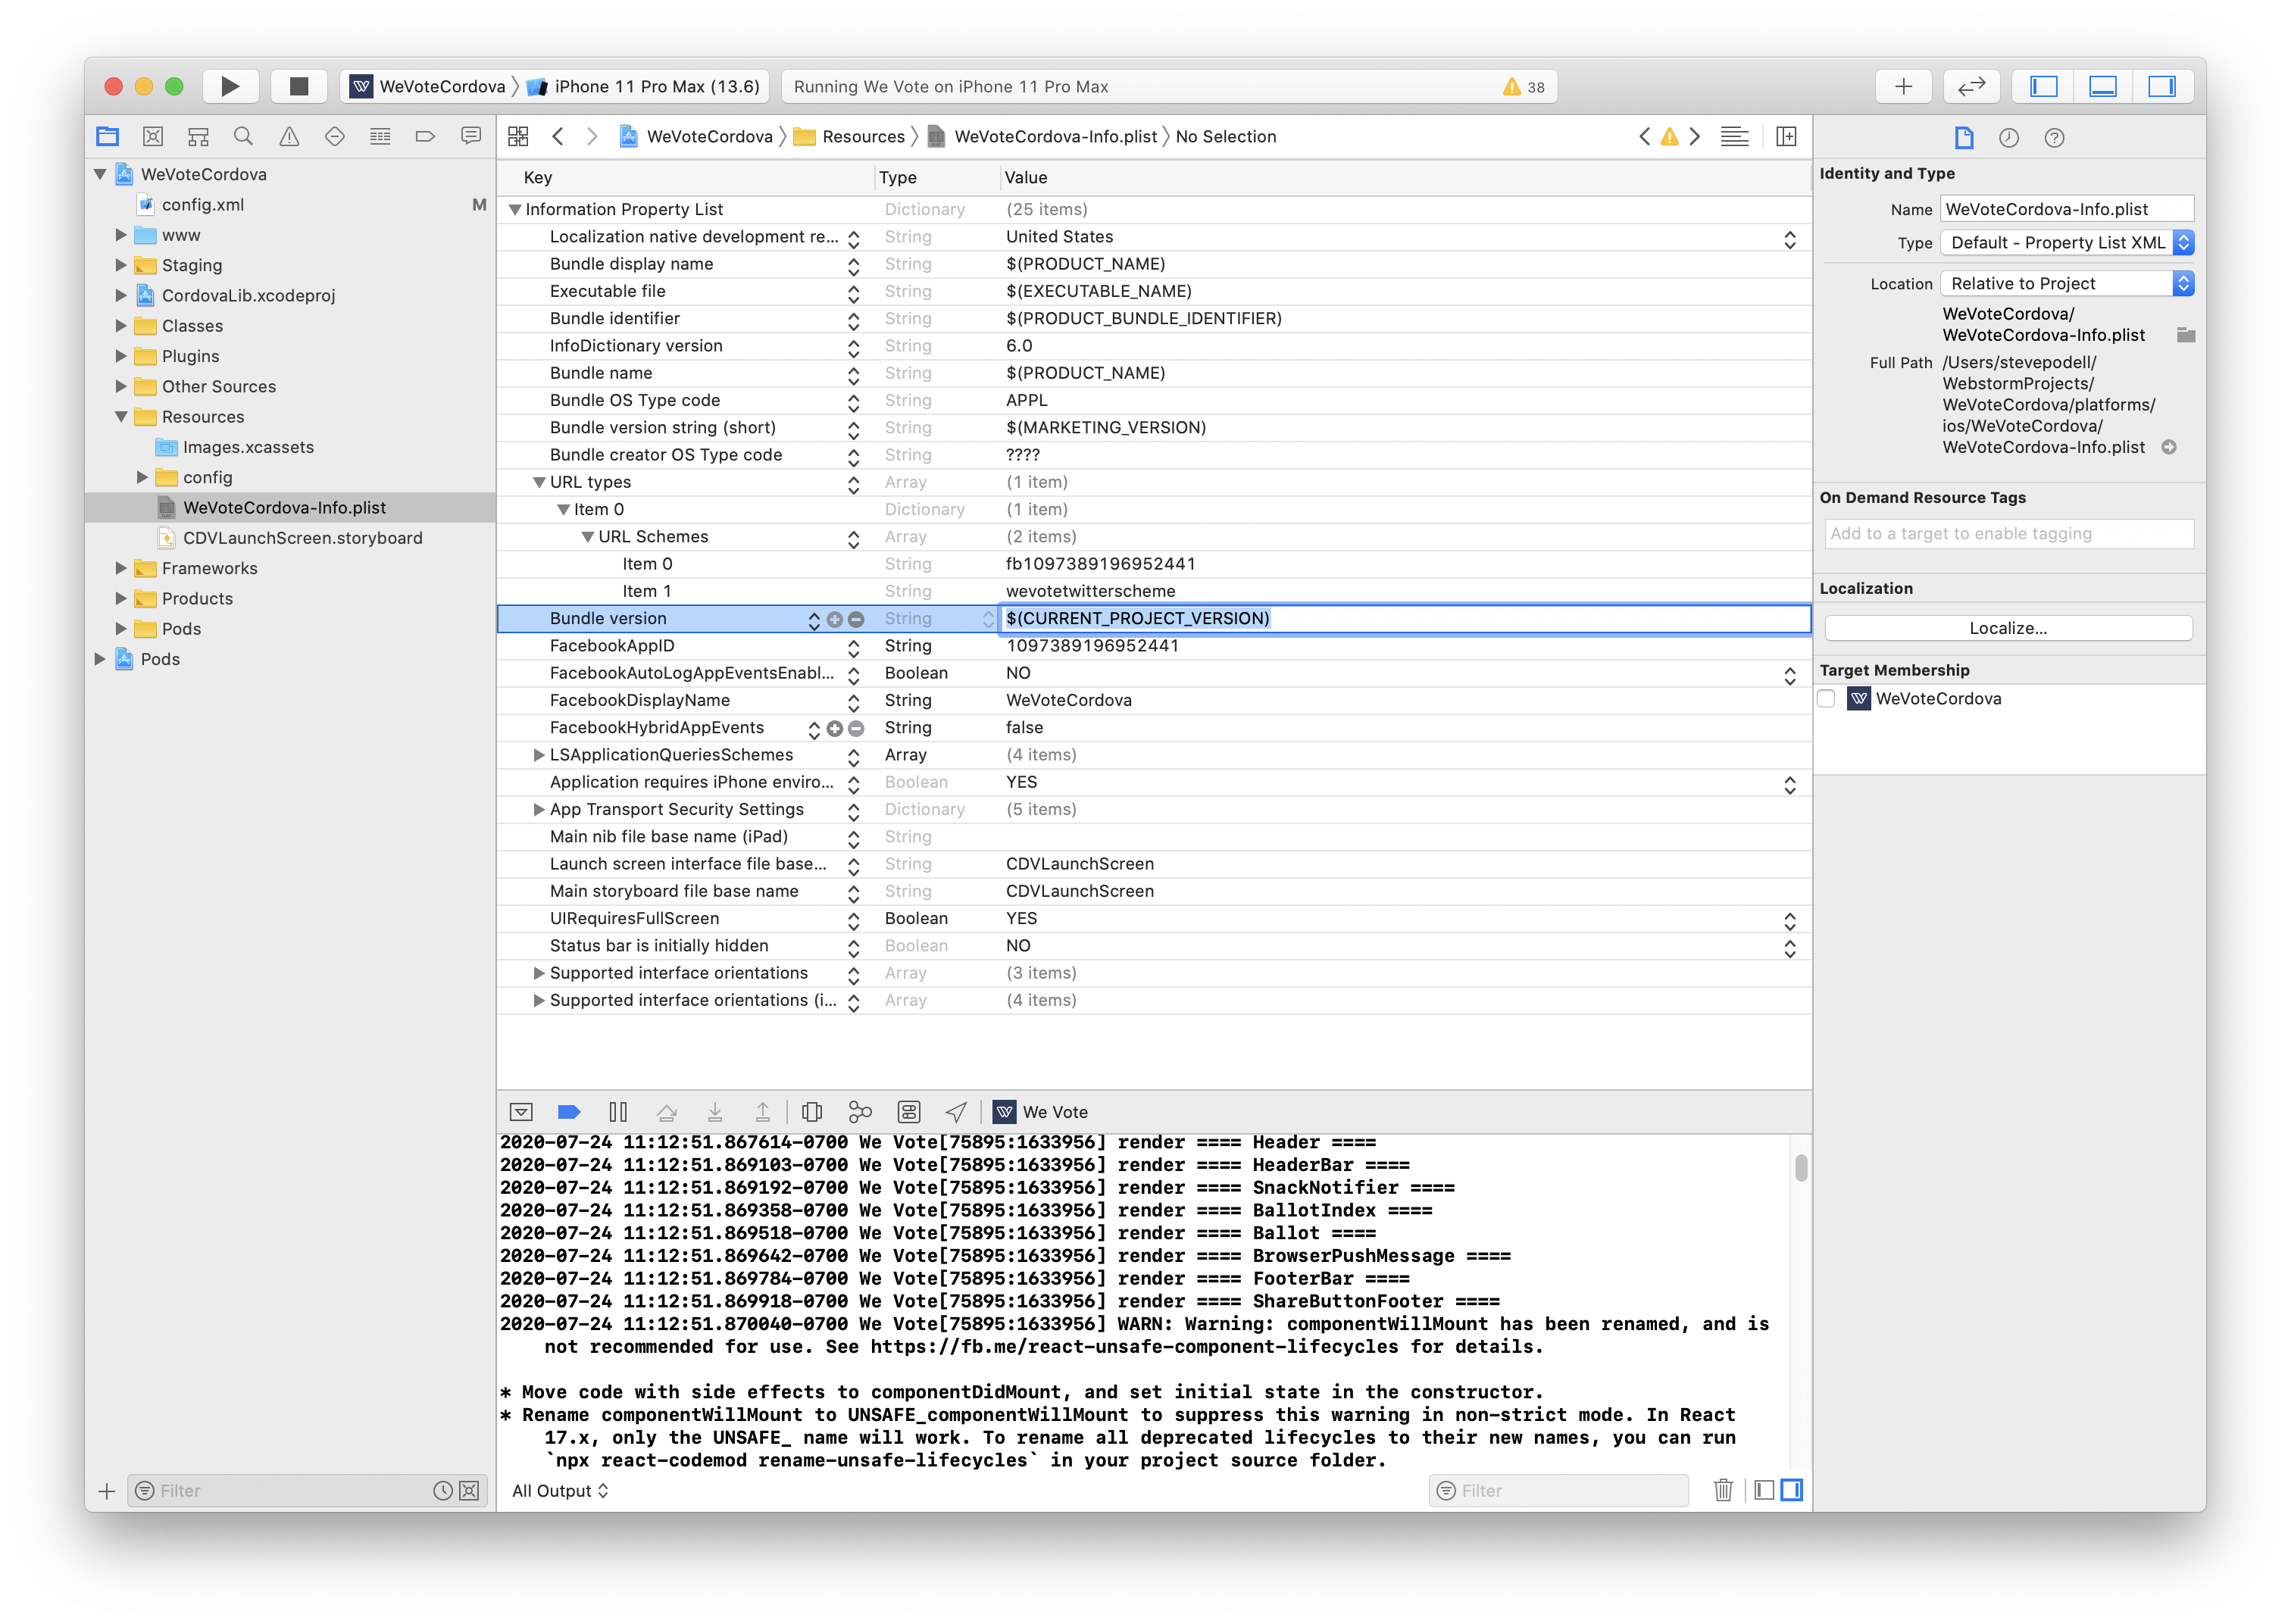 WeVoteCordova 〉 iPhone 11 Pro Max (13.6)
Running We Vote on iPhone 11 Pro Max
38
WeVoteCordova 〉 Resources 〉 WeVoteCordova-Info.plist 〉 No Selection
WeVoteCordova
config.xml M
www
Staging
CordovaLib.xcodeproj
Classes
Plugins
Other Sources
Resources
Images.xcassets
config
WeVoteCordova-Info.plist
CDVLaunchScreen.storyboard
Frameworks
Products
Pods
Pods
Filter
Key Type Value
Information Property List Dictionary (25 items)
Localization native development re... String United States
Bundle display name String $(PRODUCT_NAME)
Executable file String $(EXECUTABLE_NAME)
Bundle identifier String $(PRODUCT_BUNDLE_IDENTIFIER)
InfoDictionary version String 6.0
Bundle name String $(PRODUCT_NAME)
Bundle OS Type code String APPL
Bundle version string (short) String $(MARKETING_VERSION)
Bundle creator OS Type code String ????
URL types Array (1 item)
Item 0 Dictionary (1 item)
URL Schemes Array (2 items)
Item 0 String fb1097389196952441
Item 1 String wevotetwitterscheme
Bundle version String $(CURRENT_PROJECT_VERSION)
FacebookAppID String 1097389196952441
FacebookAutoLogAppEventsEnabl... Boolean NO
FacebookDisplayName String WeVoteCordova
FacebookHybridAppEvents String false
LSApplicationQueriesSchemes Array (4 items)
Application requires iPhone enviro... Boolean YES
App Transport Security Settings Dictionary (5 items)
Main nib file base name (iPad) String
Launch screen interface file base... String CDVLaunchScreen
Main storyboard file base name String CDVLaunchScreen
UIRequiresFullScreen Boolean YES
Status bar is initially hidden Boolean NO
Supported interface orientations Array (3 items)
Supported interface orientations (i... Array (4 items)
We Vote
2020-07-24 11:12:51.867614-0700 We Vote[75895:1633956] render ==== Header ====
2020-07-24 11:12:51.869103-0700 We Vote[75895:1633956] render ==== HeaderBar ====
2020-07-24 11:12:51.869192-0700 We Vote[75895:1633956] render ==== SnackNotifier ====
2020-07-24 11:12:51.869358-0700 We Vote[75895:1633956] render ==== BallotIndex ====
2020-07-24 11:12:51.869518-0700 We Vote[75895:1633956] render ==== Ballot ====
2020-07-24 11:12:51.869642-0700 We Vote[75895:1633956] render ==== BrowserPushMessage ====
2020-07-24 11:12:51.869784-0700 We Vote[75895:1633956] render ==== FooterBar ====
2020-07-24 11:12:51.869918-0700 We Vote[75895:1633956] render ==== ShareButtonFooter ====
2020-07-24 11:12:51.870040-0700 We Vote[75895:1633956] WARN: Warning: componentWillMount has been renamed, and is
not recommended for use. See https://fb.me/react-unsafe-component-lifecycles for details.
* Move code with side effects to componentDidMount, and set initial state in the constructor.
* Rename componentWillMount to UNSAFE_componentWillMount to suppress this warning in non-strict mode. In React
17.x, only the UNSAFE_ name will work. To rename all deprecated lifecycles to their new names, you can run
`npx react-codemod rename-unsafe-lifecycles` in your project source folder.
All Output
Filter
Identity and Type
Name WeVoteCordova-Info.plist
Type Default - Property List XML
Location Relative to Project
WeVoteCordova/
WeVoteCordova-Info.plist
Full Path /Users/stevepodell/
WebstormProjects/
WeVoteCordova/platforms/
ios/WeVoteCordova/
WeVoteCordova-Info.plist
On Demand Resource Tags
Add to a target to enable tagging
Localization
Localize...
Target Membership
WeVoteCordova